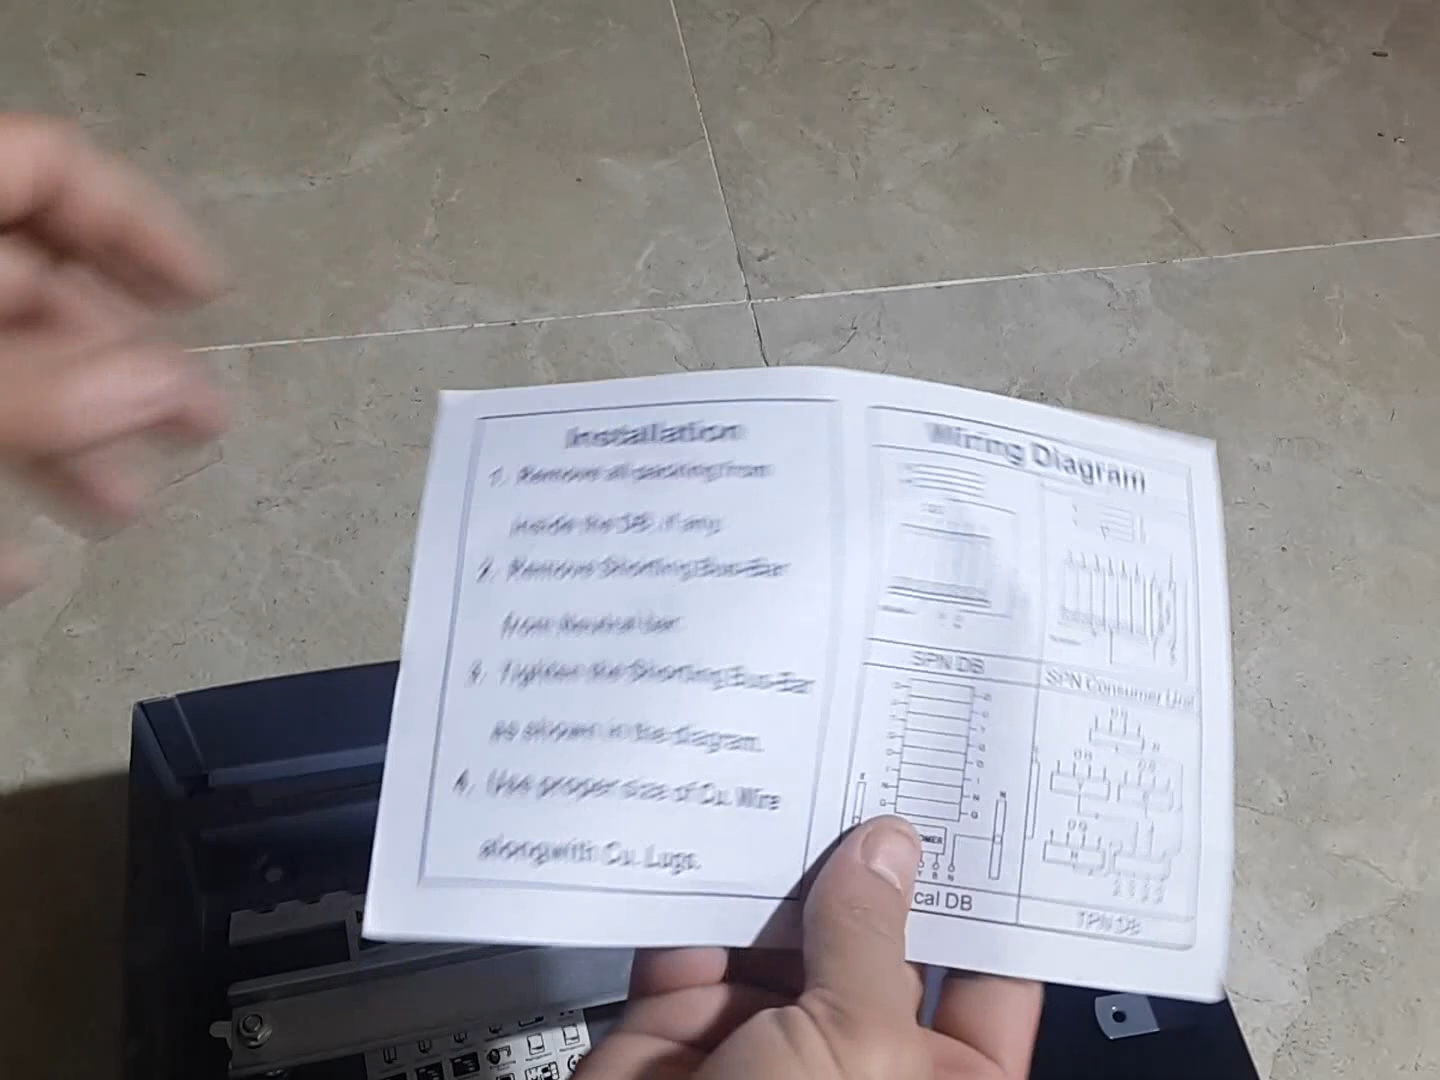 Installation
1. Remove all packing from
inside the DB, if any.
2. Remove Shorting Bus-Bar
from Neutral bar.
3. Tighten the Shorting Bus-Bar
as shown in the diagram.
4. Use proper size of Cu. Wire
alongwith Cu. Lugs.
Wiring Diagram
SPN DB
SPN Consumer Unit
cal DB
TPN DB